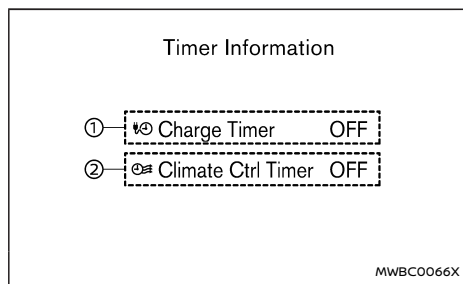 Timer Information
① Charge Timer OFF
② Climate Ctrl Timer OFF
MWBC0066X